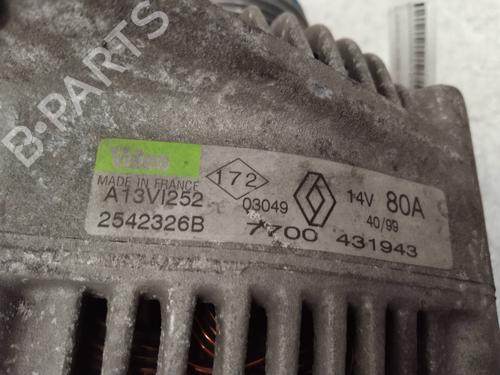 B-PARTS
Valeo
MADE IN FRANCE
172
A13VI252
03049
14V 80A
40/99
2542326B
7700 431943